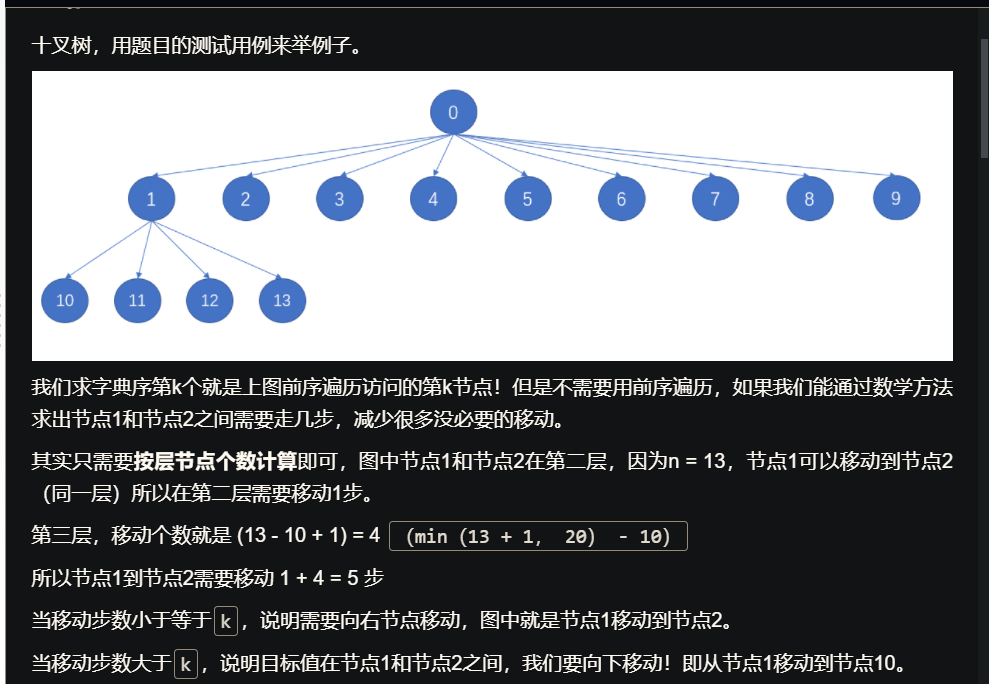 十叉树，用题目的测试用例来举例子。
0
1 2 3 4 5 6 7 8 9
10 11 12 13
我们求字典序第k个就是上图前序遍历访问的第k节点！但是不需要用前序遍历，如果我们能通过数学方法
求出节点1和节点2之间需要走几步，减少很多没必要的移动。
其实只需要按层节点个数计算即可，图中节点1和节点2在第二层，因为n = 13，节点1可以移动到节点2
（同一层）所以在第二层需要移动1步。
第三层，移动个数就是 (13 - 10 + 1) = 4 (min (13 + 1, 20) - 10)
所以节点1到节点2需要移动 1 + 4 = 5 步
当移动步数小于等于k，说明需要向右节点移动，图中就是节点1移动到节点2。
当移动步数大于k，说明目标值在节点1和节点2之间，我们要向下移动！即从节点1移动到节点10。